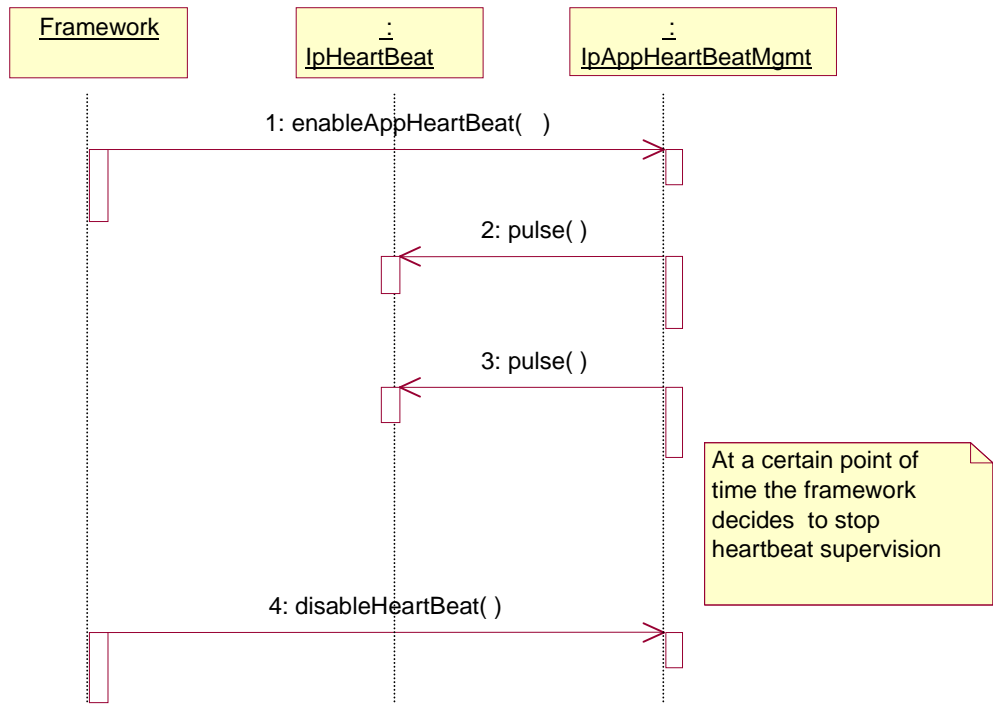 Framework
:
IpHeartBeat
:
IpAppHeartBeatMgmt
1: enableAppHeartBeat(   )
2: pulse( )
3: pulse( )
At a certain point of
time the framework
decides  to stop
heartbeat supervision
4: disableHeartBeat( )